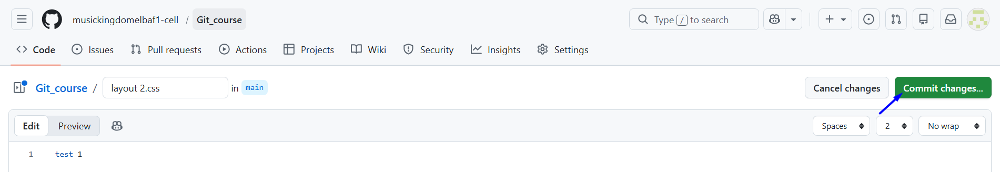 musickingdomelbaf1-cell / Git_course Type / to search
Code Issues Pull requests Actions Projects Wiki Security Insights Settings
Git_course / layout 2.css in main Cancel changes Commit changes...
Edit Preview Spaces 2 No wrap
1 test 1